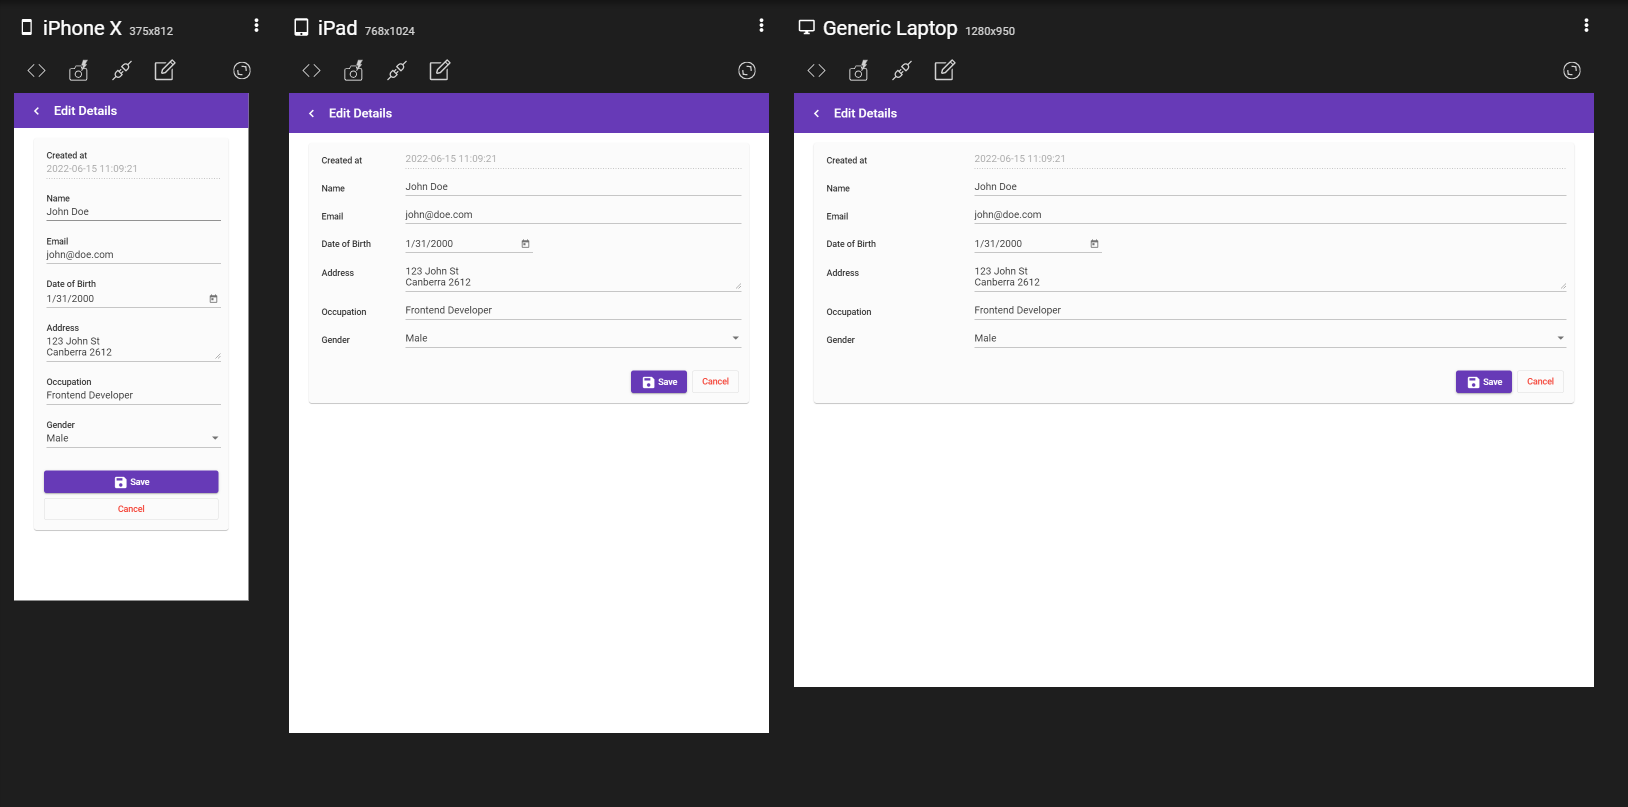 iPhone X 375x812
Edit Details
Created at
2022-06-15 11:09:21
Name
John Doe
Email
john@doe.com
Date of Birth
1/31/2000
Address
123 John St
Canberra 2612
Occupation
Frontend Developer
Gender
Male
Save
Cancel
iPad 768x1024
Edit Details
Created at 2022-06-15 11:09:21
Name John Doe
Email john@doe.com
Date of Birth 1/31/2000
Address 123 John St
Canberra 2612
Occupation Frontend Developer
Gender Male
Save Cancel
Generic Laptop 1280x950
Edit Details
Created at 2022-06-15 11:09:21
Name John Doe
Email john@doe.com
Date of Birth 1/31/2000
Address 123 John St
Canberra 2612
Occupation Frontend Developer
Gender Male
Save Cancel